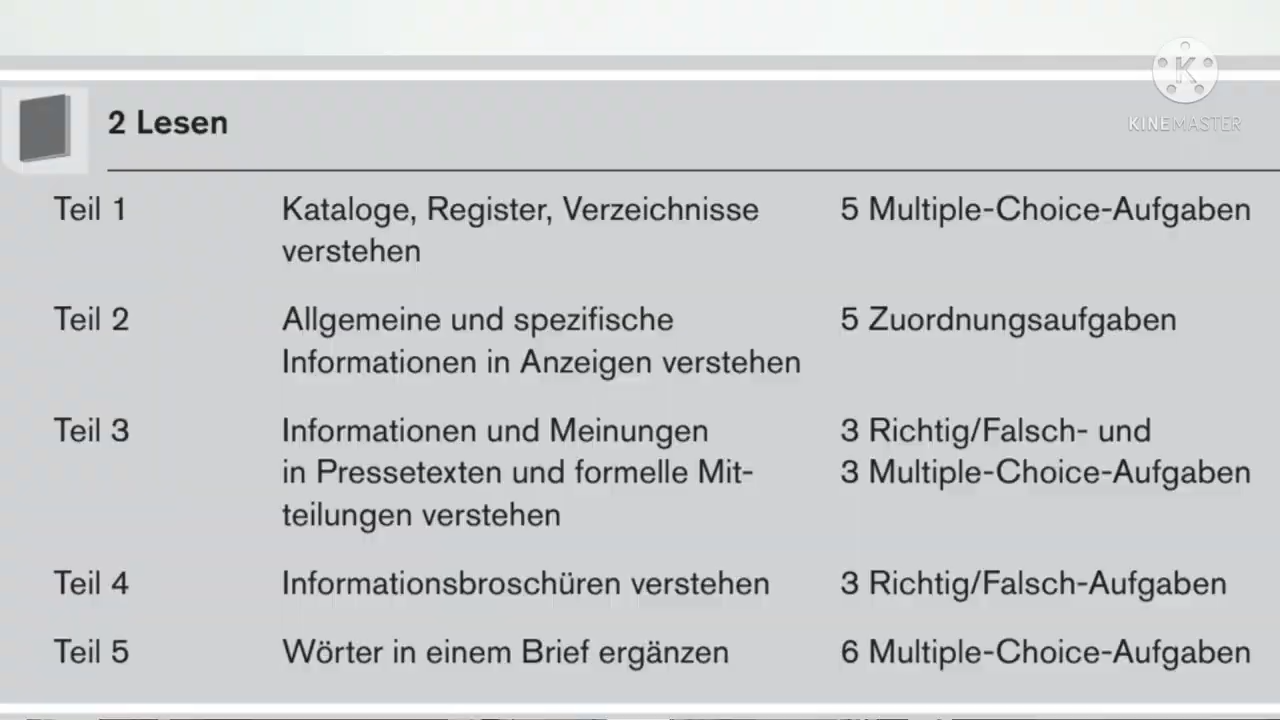 KINEMASTER
2 Lesen
Teil 1 Kataloge, Register, Verzeichnisse 5 Multiple-Choice-Aufgaben
verstehen
Teil 2 Allgemeine und spezifische 5 Zuordnungsaufgaben
Informationen in Anzeigen verstehen
Teil 3 Informationen und Meinungen 3 Richtig/Falsch- und
in Pressetexten und formelle Mit- 3 Multiple-Choice-Aufgaben
teilungen verstehen
Teil 4 Informationsbroschüren verstehen 3 Richtig/Falsch-Aufgaben
Teil 5 Wörter in einem Brief ergänzen 6 Multiple-Choice-Aufgaben